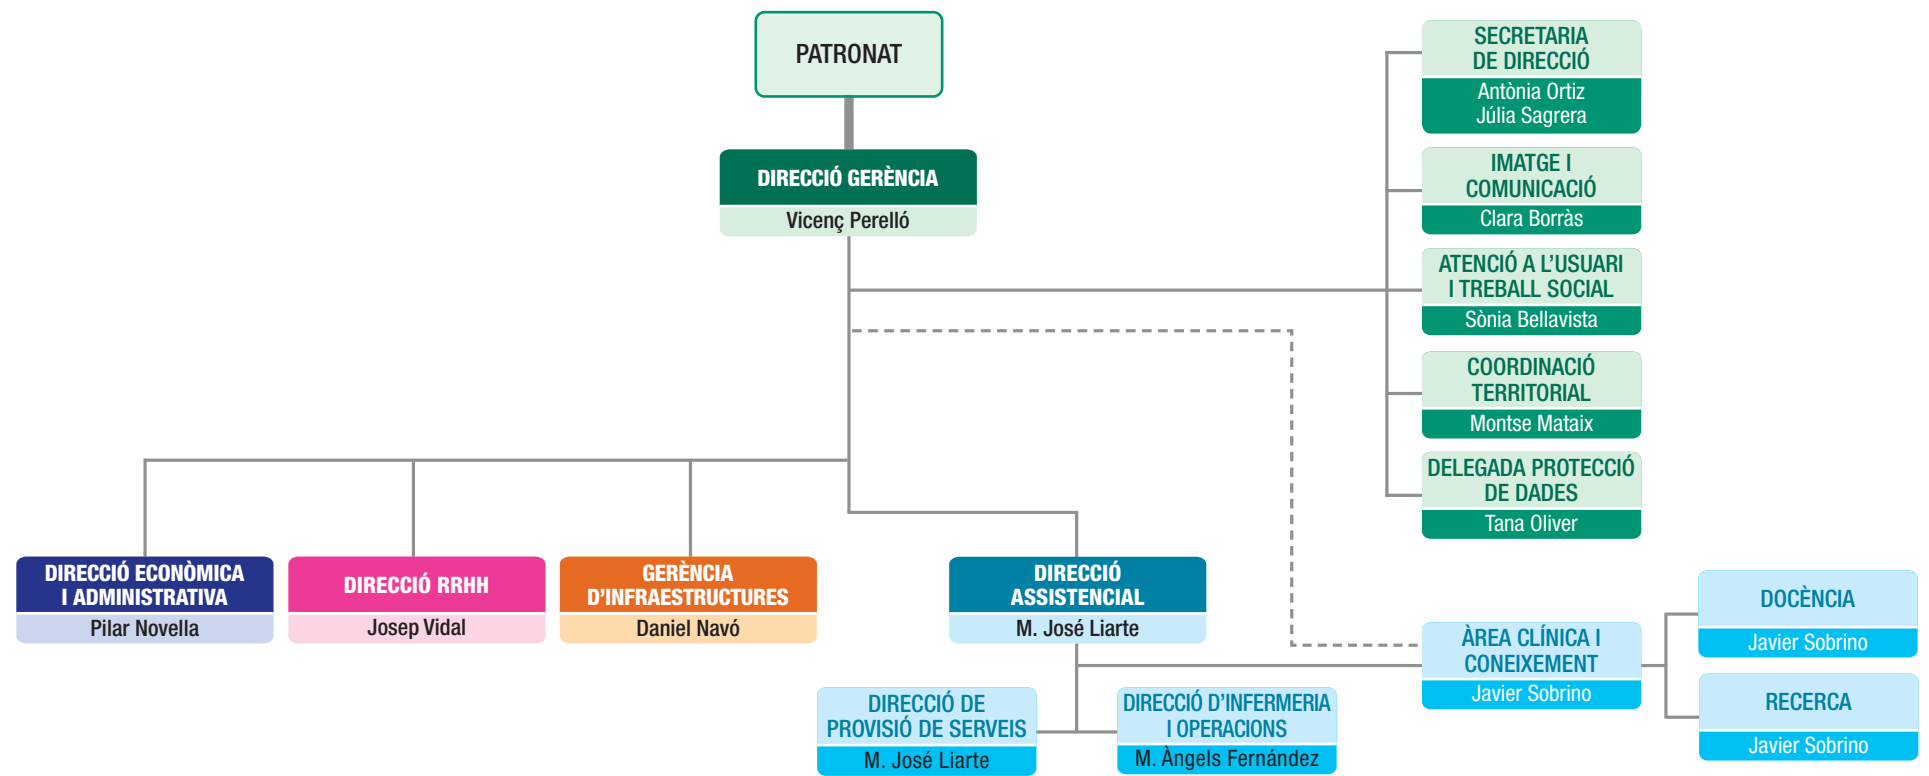 PATRONAT
DIRECCIÓ GERÈNCIA
Vicenç Perelló
SECRETARIA
DE DIRECCIÓ
Antònia Ortiz
Júlia Sagrera
IMATGE I
COMUNICACIÓ
Clara Borràs
ATENCIÓ A L’USUARI
I TREBALL SOCIAL
Sònia Bellavista
COORDINACIÓ
TERRITORIAL
Montse Mataix
DELEGADA PROTECCIÓ
DE DADES
Tana Oliver
DIRECCIÓ ECONÒMICA
I ADMINISTRATIVA
Pilar Novella
DIRECCIÓ RRHH
Josep Vidal
GERÈNCIA
D’INFRAESTRUCTURES
Daniel Navó
DIRECCIÓ
ASSISTENCIAL
M. José Liarte
DIRECCIÓ DE
PROVISIÓ DE SERVEIS
M. José Liarte
DIRECCIÓ D’INFERMERIA
I OPERACIONS
M. Àngels Fernández
ÀREA CLÍNICA I
CONEIXEMENT
Javier Sobrino
DOCÈNCIA
Javier Sobrino
RECERCA
Javier Sobrino